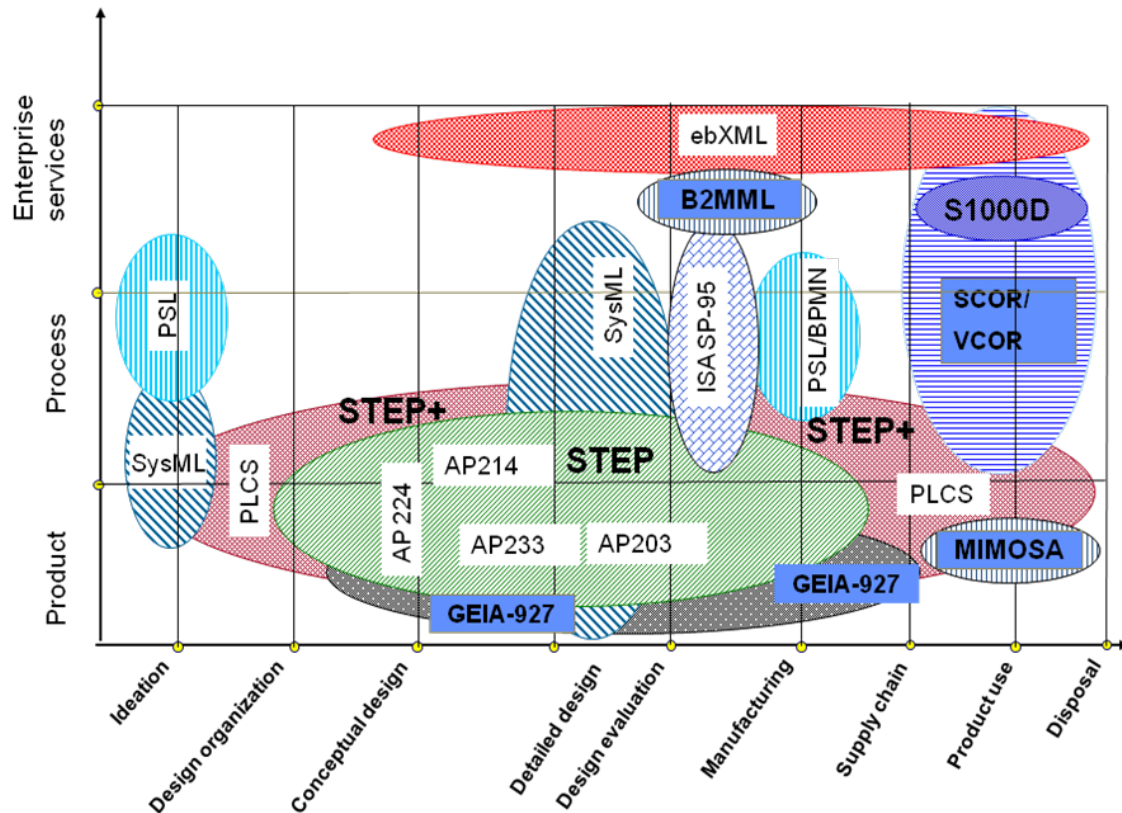 Enterprise
services
Process
Product
ebXML
B2MML
S1000D
PSL
SysML
ISASP-95
PSL/BPMN
SCOR/
VCOR
STEP+
STEP+
SysML
PLCS
AP214
STEP
AP 224
PLCS
AP233
AP203
MIMOSA
GEIA-927
GEIA-927
Ideation
Design organization
Conceptual design
Detailed design
Design evaluation
Manufacturing
Supply chain
Product use
Disposal